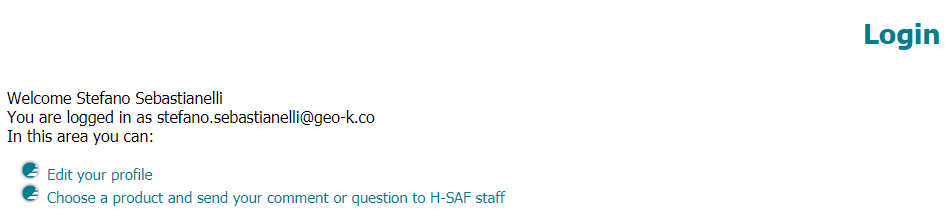 Login
Welcome Stefano Sebastianelli
You are logged in as stefano.sebastianelli@geo-k.co
In this area you can:
Edit your profile
Choose a product and send your comment or question to H-SAF staff